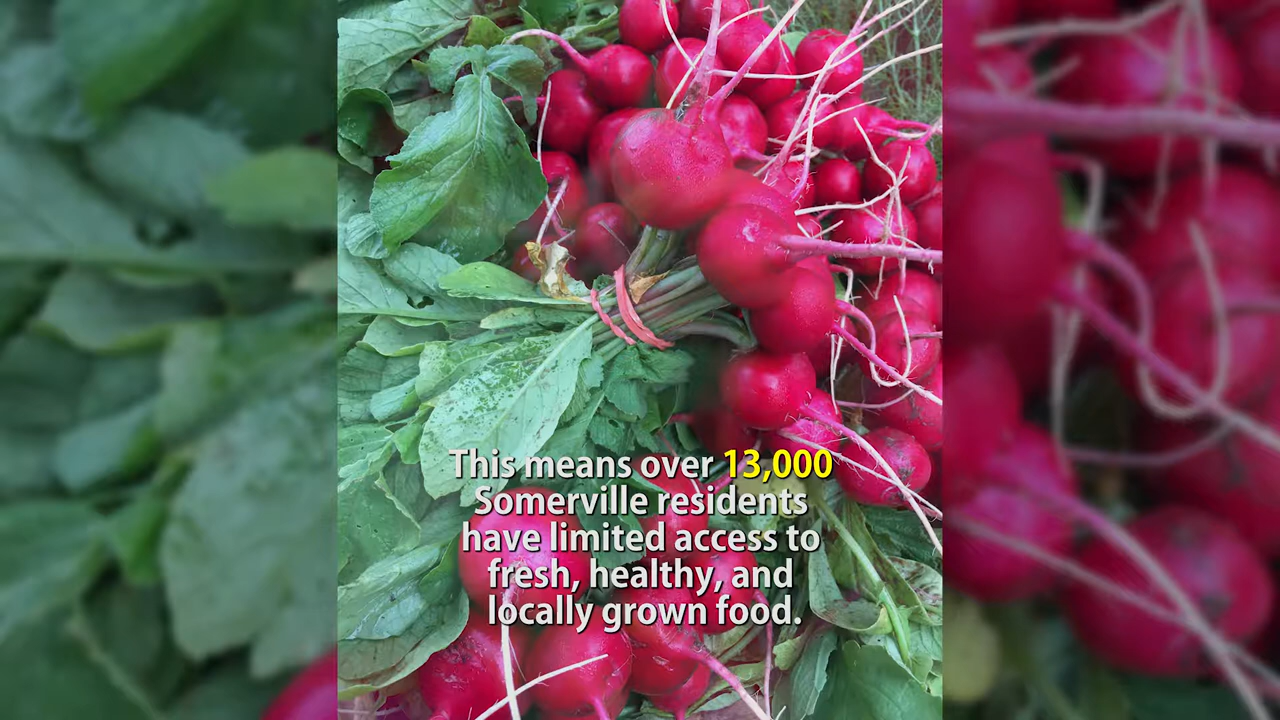 This means over 13,000
Somerville residents
have limited access to
fresh, healthy, and
locally grown food.